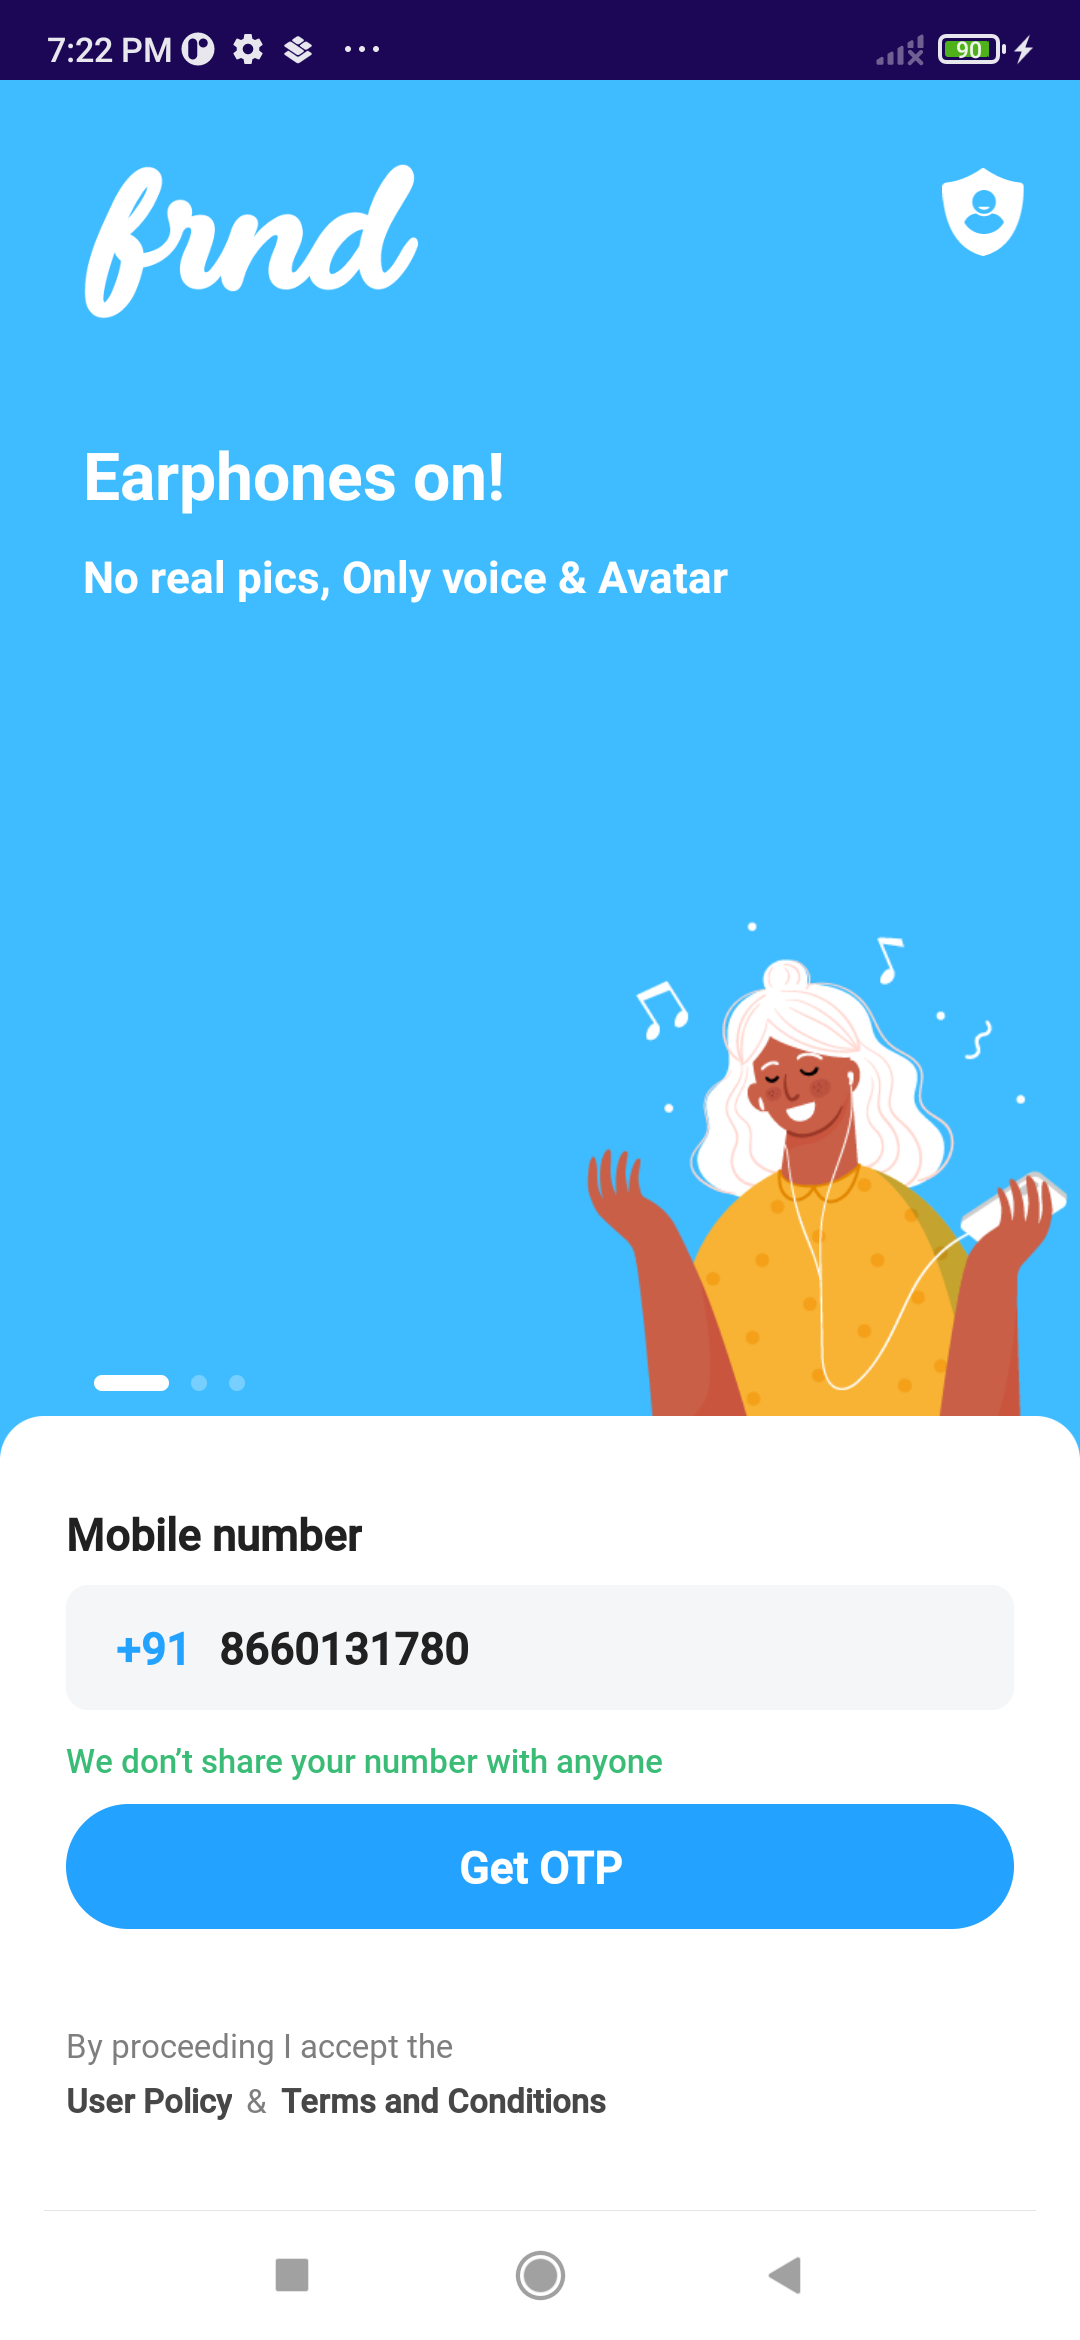 7:22 PM
90
frnd
Earphones on!
No real pics, Only voice & Avatar
Mobile number
+91 8660131780
We don’t share your number with anyone
Get OTP
By proceeding I accept the
User Policy & Terms and Conditions